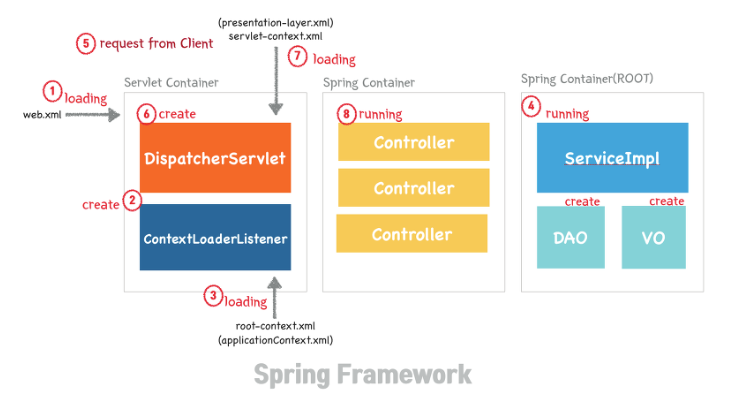 (presentation-layer.xml)
servlet-context.xml
5 request from Client
7 loading
Servlet Container
Spring Container
Spring Container(ROOT)
1 loading
web.xml
6 create
8 running
4 running
DispatcherServlet
Controller
ServiceImpl
Controller
create 2
create
create
ContextLoaderListener
Controller
DAO
VO
3 loading
root-context.xml
(applicationContext.xml)
Spring Framework